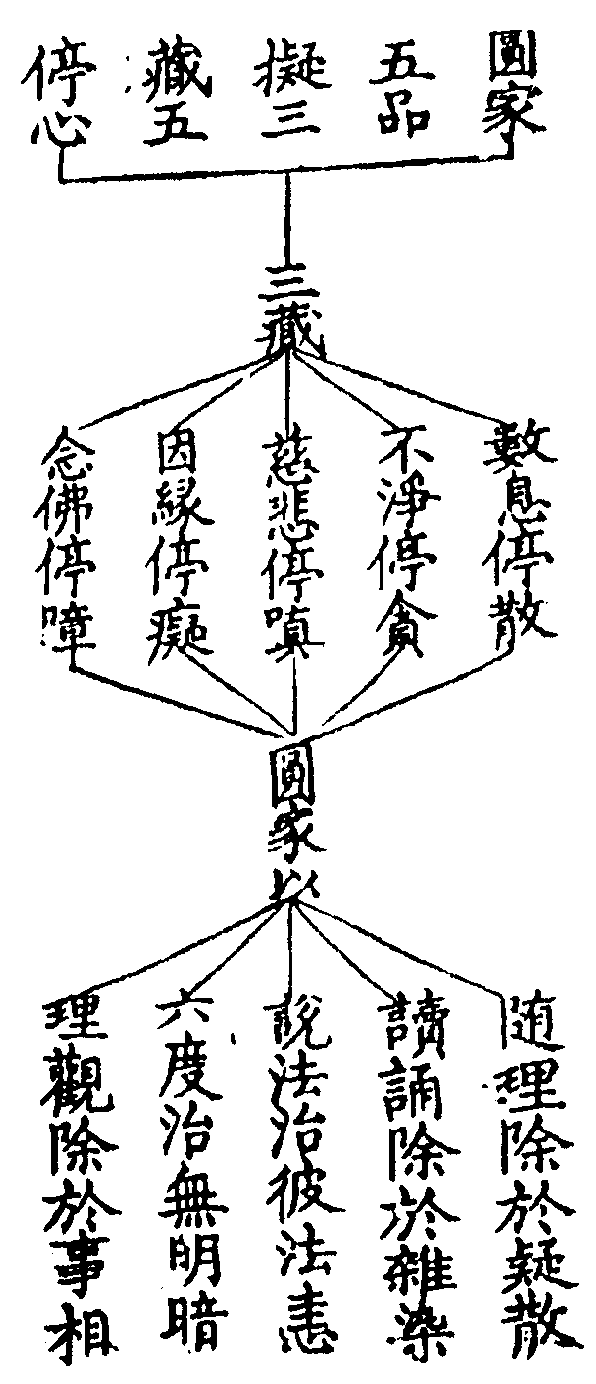 圓家
五品
擬三
藏五
停心
三藏
數息停散
不淨停貪
慈悲停嗔
因緣停癡
念佛停障
圓家以
隨理除於疑散
讀誦除於雜染
說法治彼法恚
六度治無明暗
理觀除於事相